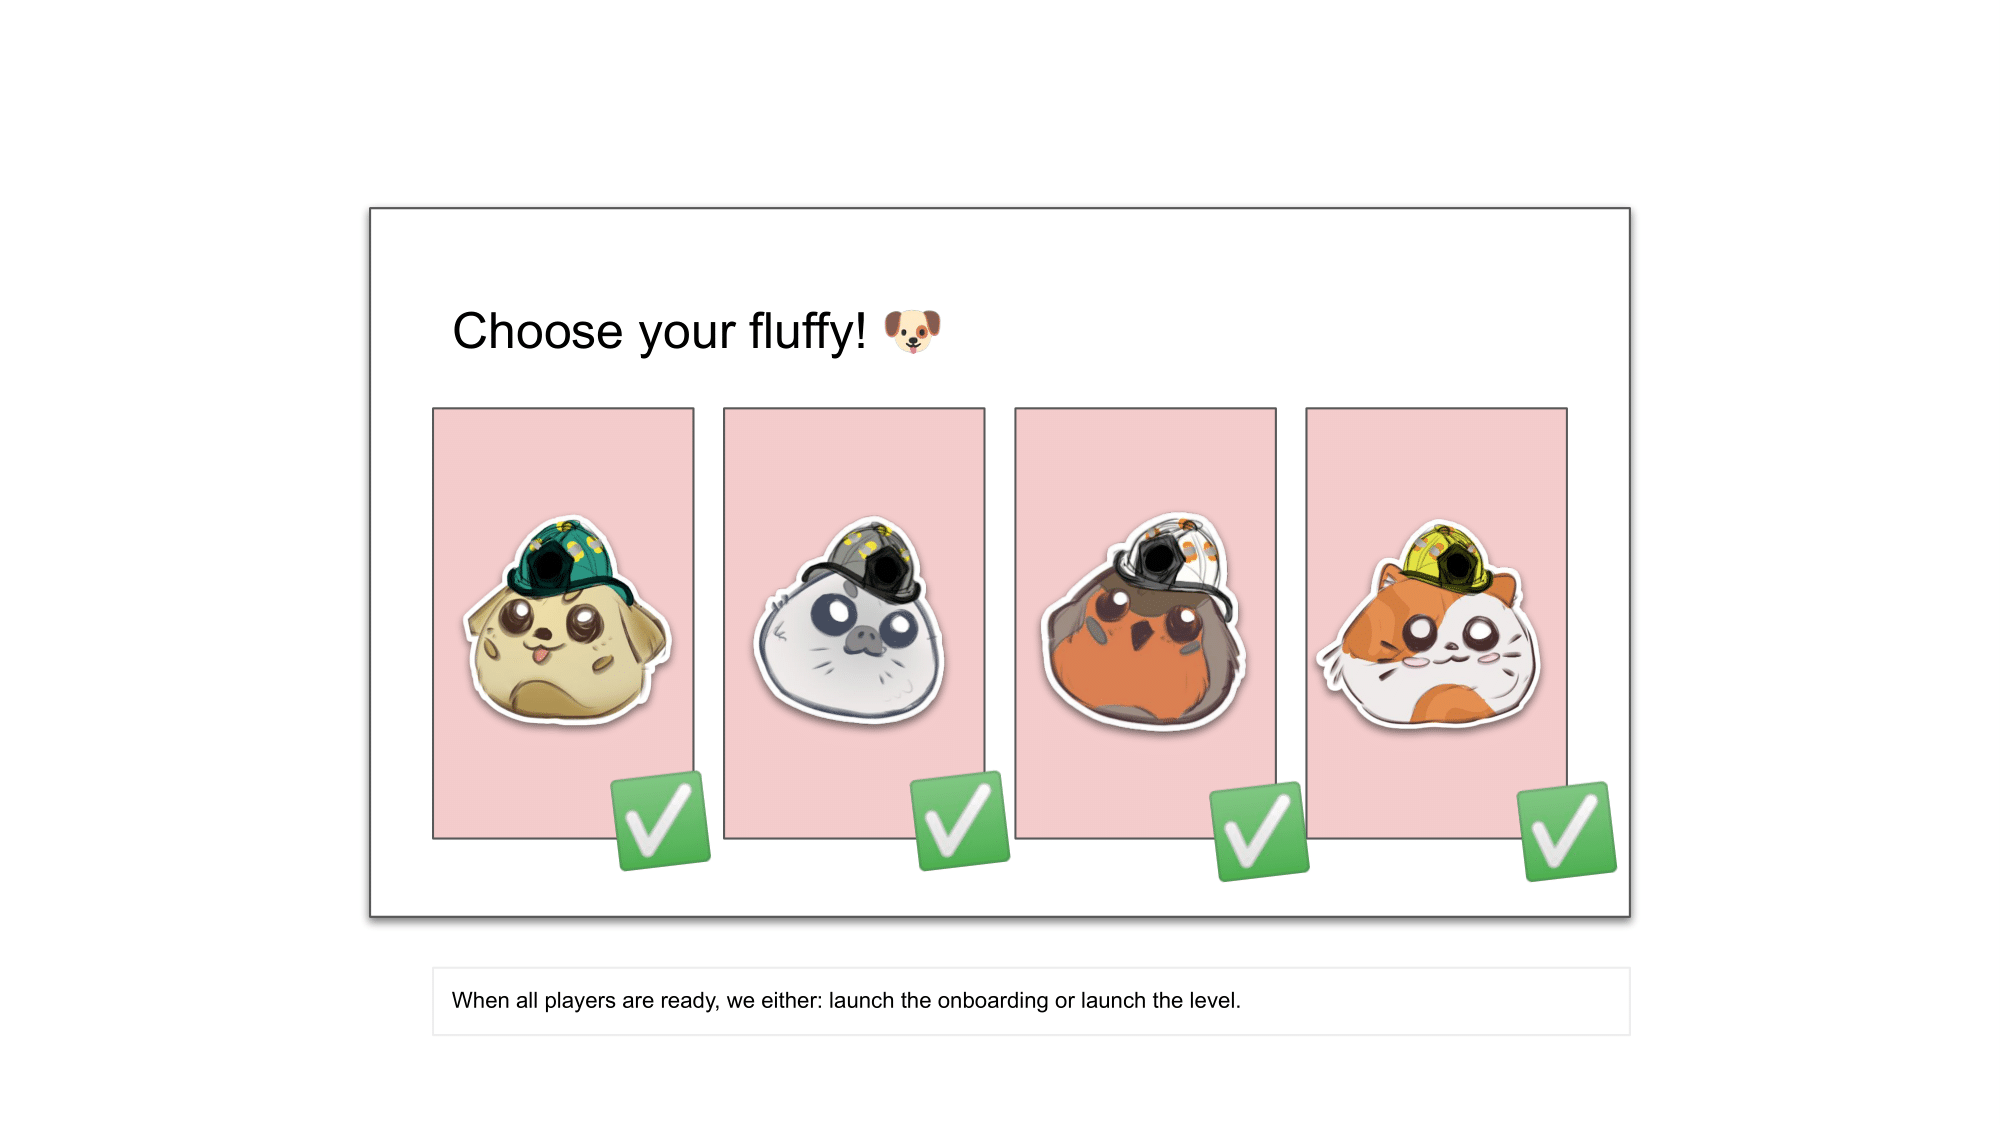 Choose your fluffy! 🐶
When all players are ready, we either: launch the onboarding or launch the level.